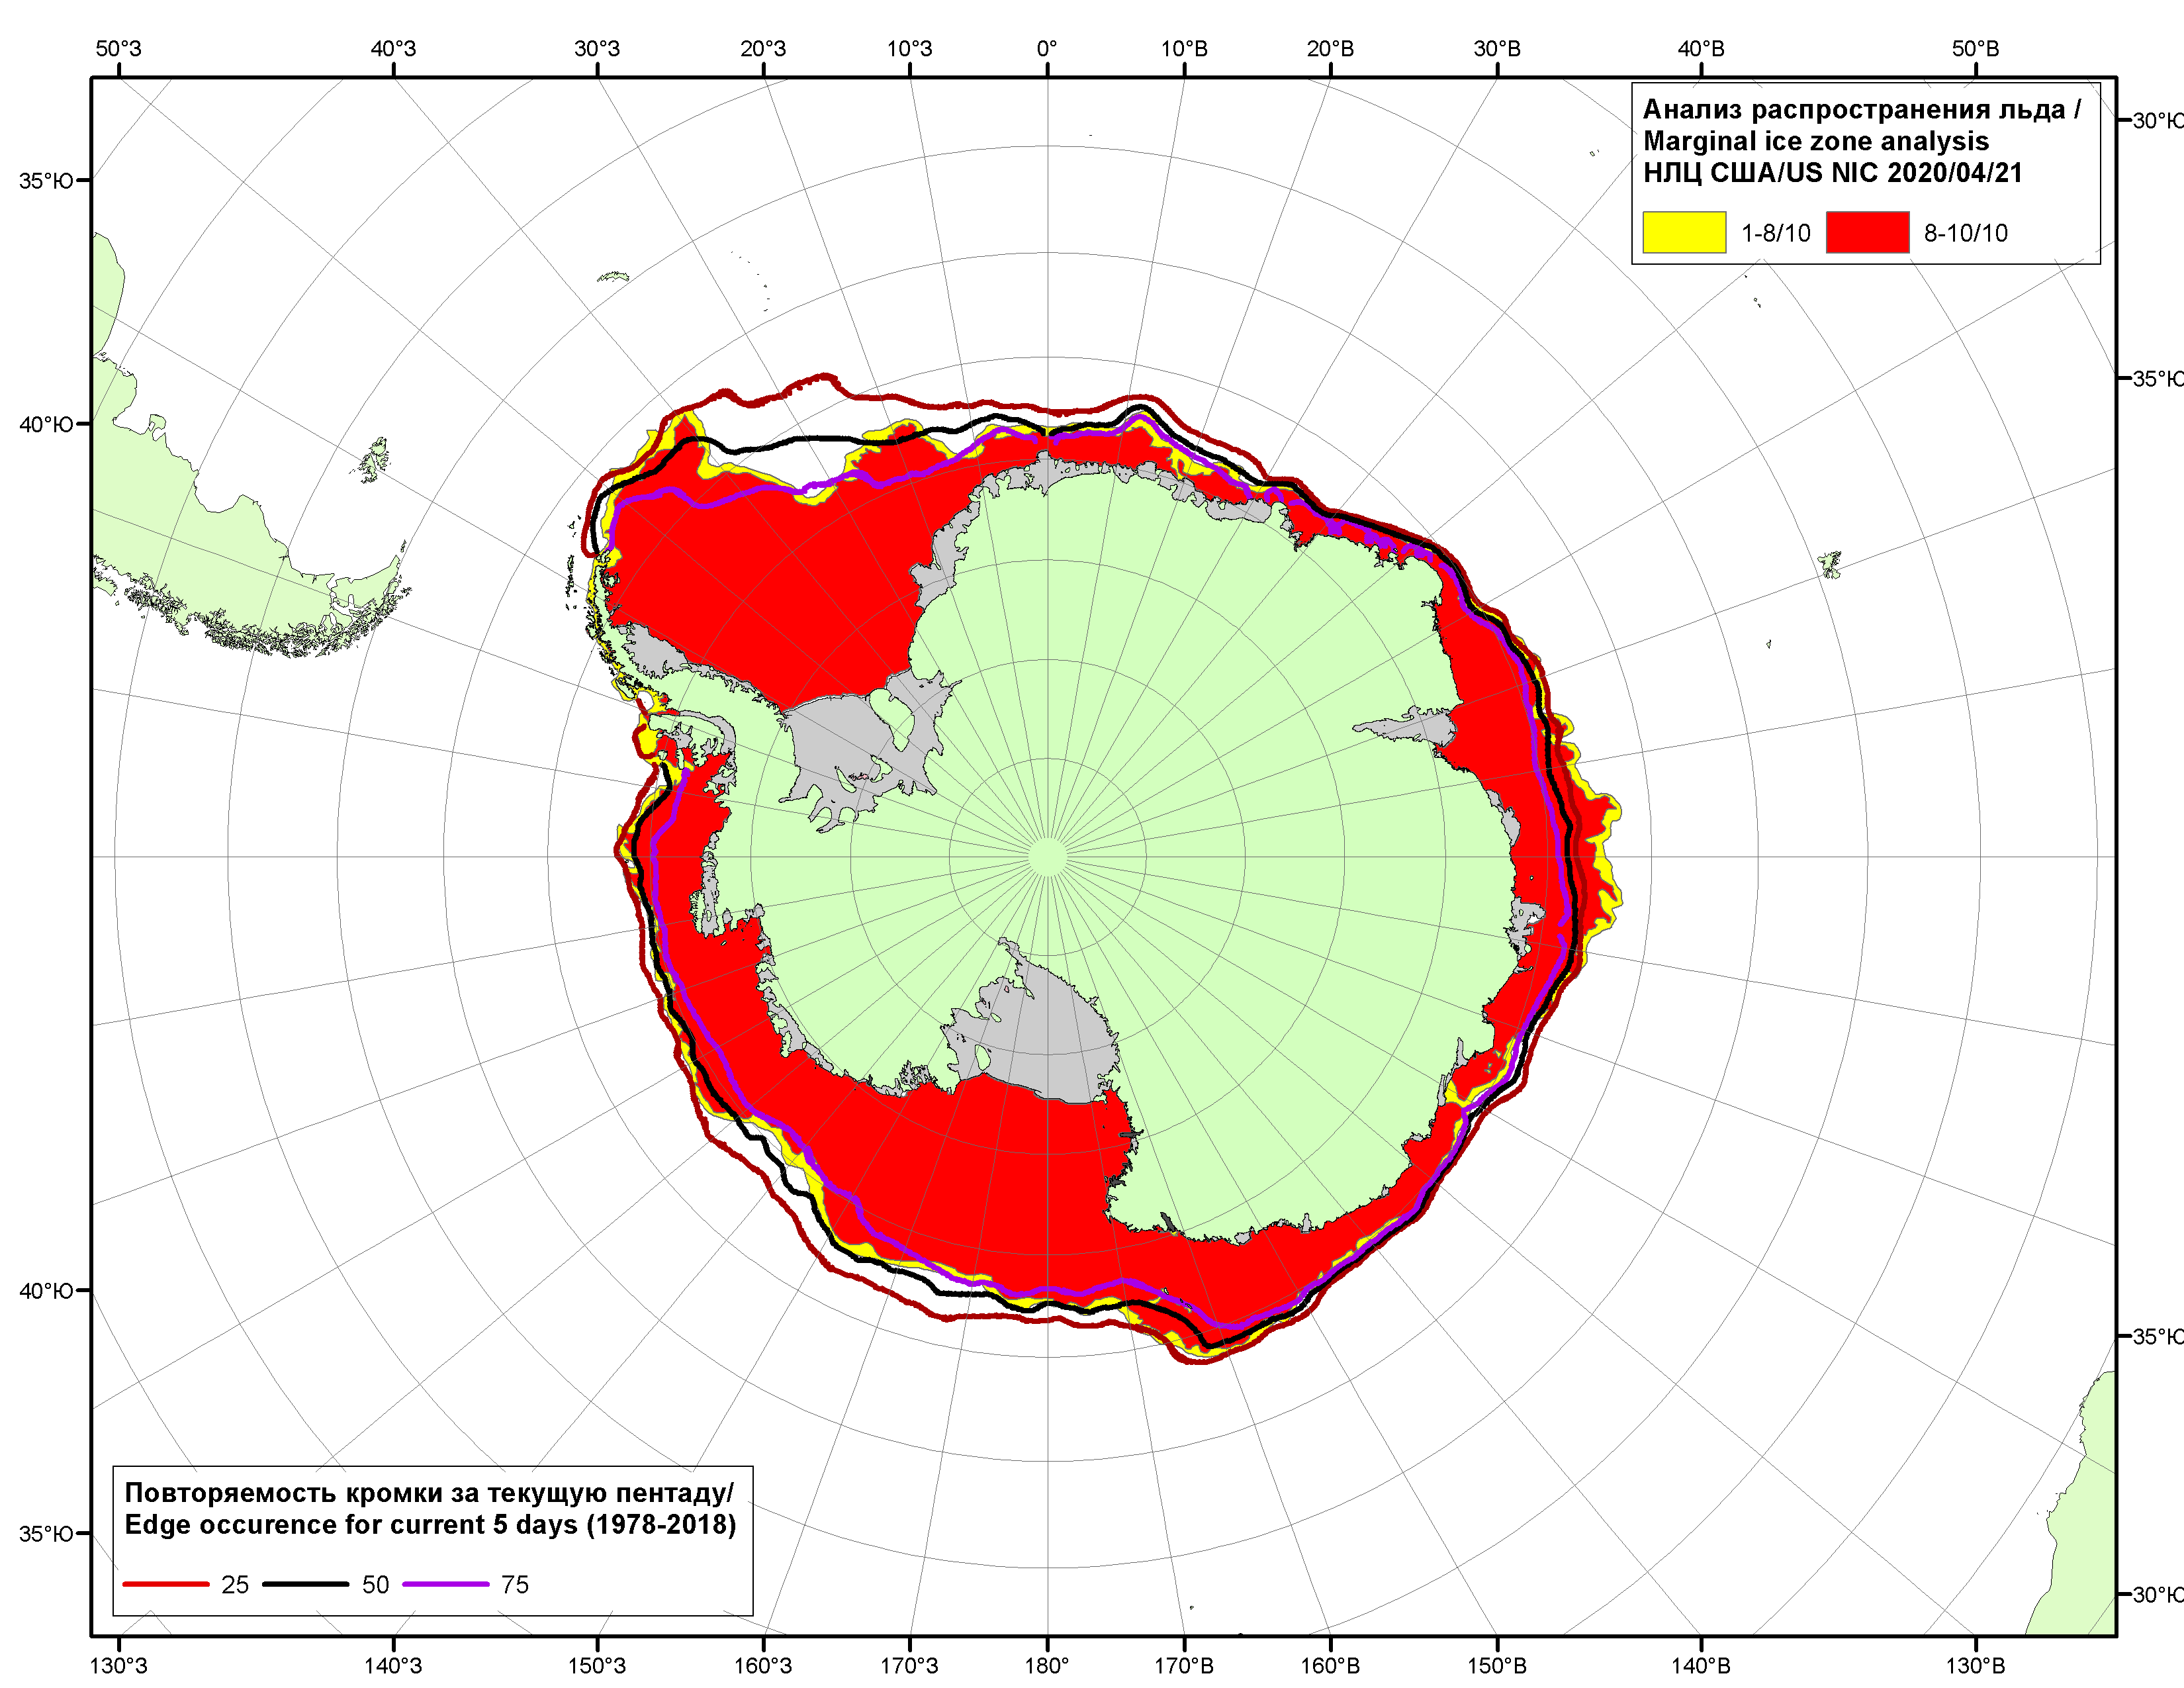 50°З 40°З 30°З 20°З 10°З 0° 10°В 20°В 30°В 40°В 50°В
Анализ распространения льда /
Marginal ice zone analysis
НЛЦ США/US NIC 2020/04/21
1-8/10 8-10/10
30°Ю
35°Ю
35°Ю
40°Ю
40°Ю
35°Ю
35°Ю
30°Ю
Повторяемость кромки за текущую пентаду/
Edge occurence for current 5 days (1978-2018)
25 50 75
130°З 140°З 150°З 160°З 170°З 180° 170°В 160°В 150°В 140°В 130°В